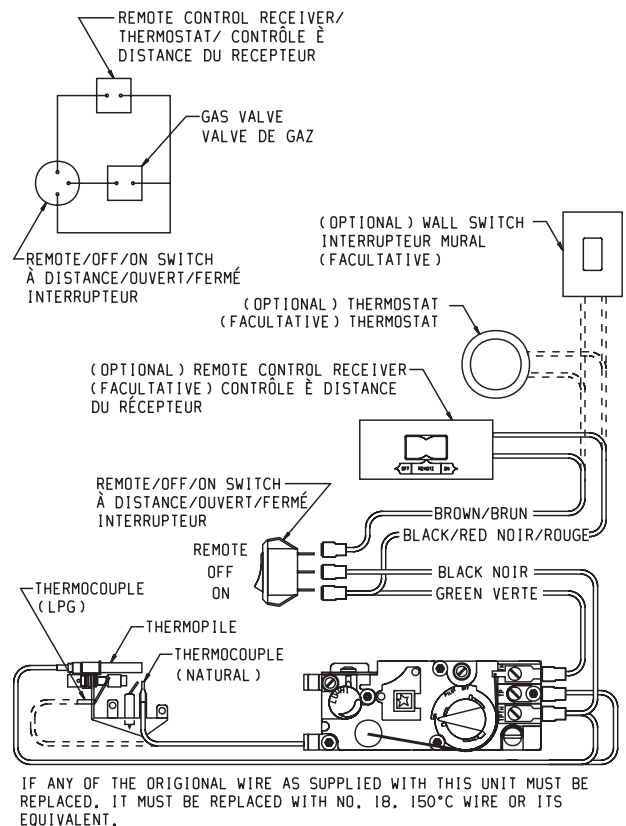 REMOTE CONTROL RECEIVER/
THERMOSTAT/ CONTRÔLE È
DISTANCE DU RECEPTEUR
GAS VALVE
VALVE DE GAZ
REMOTE/OFF/ON SWITCH
À DISTANCE/OUVERT/FERMÉ
INTERRUPTEUR
(OPTIONAL) WALL SWITCH
INTERRUPTEUR MURAL
(FACULTATIVE)
(OPTIONAL) THERMOSTAT
(FACULTATIVE) THERMOSTAT
(OPTIONAL) REMOTE CONTROL RECEIVER
(FACULTATIVE) CONTRÔLE È DISTANCE
DU RÉCEPTEUR
OFF REMOTE ON
REMOTE/OFF/ON SWITCH
À DISTANCE/OUVERT/FERMÉ
INTERRUPTEUR
BROWN/BRUN
BLACK/RED NOIR/ROUGE
REMOTE
OFF
ON
BLACK NOIR
GREEN VERTE
THERMOCOUPLE
(LPG)
THERMOPILE
THERMOCOUPLE
(NATURAL)
PILOT
IF ANY OF THE ORIGIONAL WIRE AS SUPPLIED WITH THIS UNIT MUST BE
REPLACED, IT MUST BE REPLACED WITH NO. 18, 150°C WIRE OR ITS
EQUIVALENT.